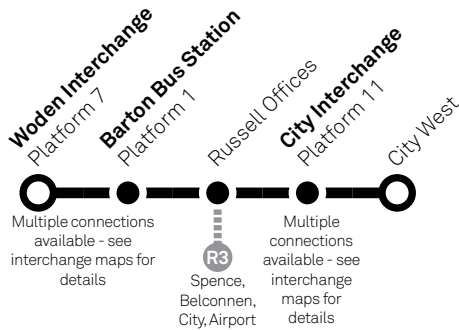 Woden Interchange
Platform 7
Barton Bus Station
Platform 1
Russell Offices
City Interchange
Platform 11
City West
Multiple connections
available - see
interchange maps for
details
R3
Spence,
Belconnen,
City, Airport
Multiple
connections
available - see
interchange
maps for
details